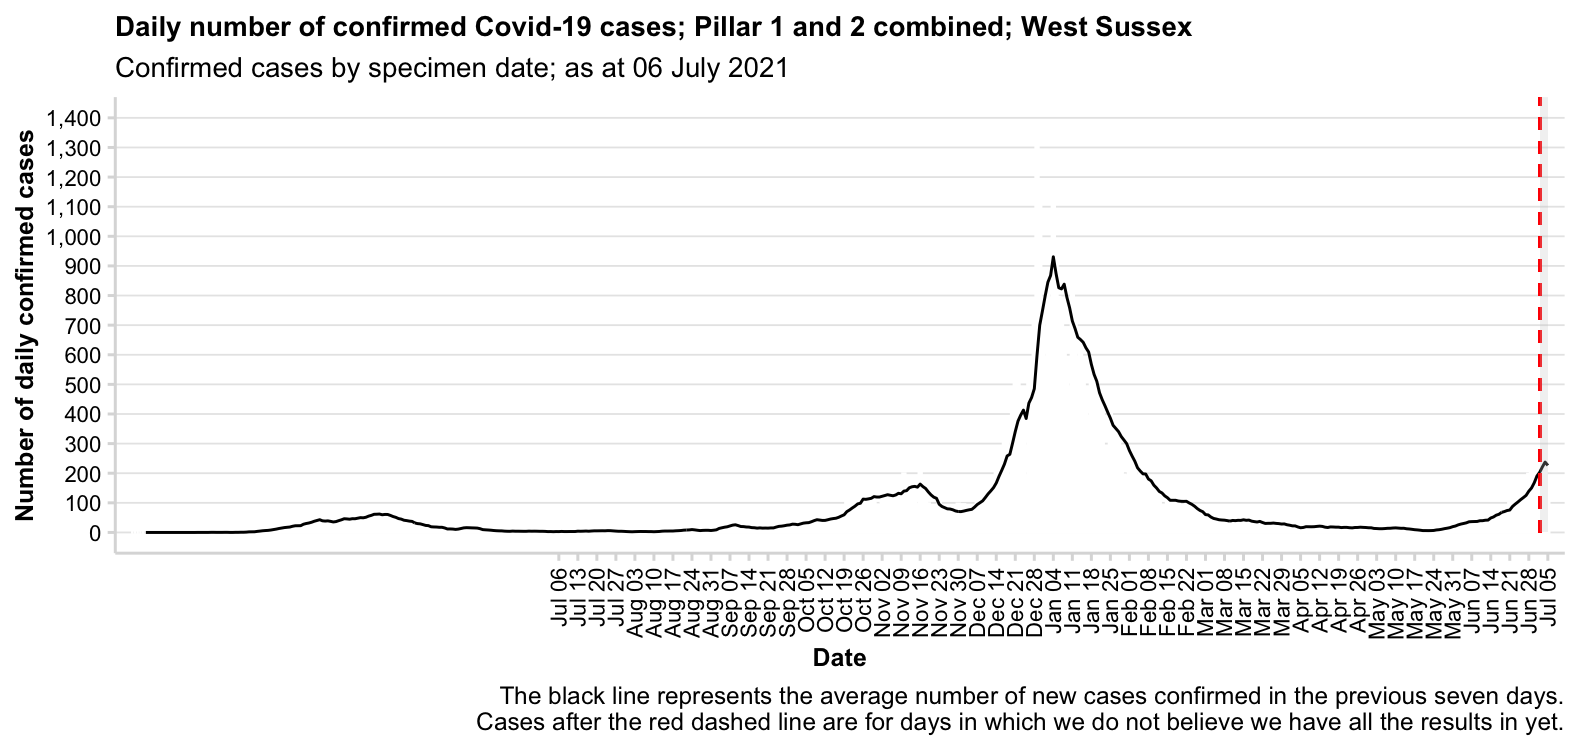 Daily number of confirmed Covid-19 cases; Pillar 1 and 2 combined; West Sussex
Confirmed cases by specimen date; as at 06 July 2021
Number of daily confirmed cases
1,400
1,300
1,200
1,100
1,000
900
800
700
600
500
400
300
200
100
0
Jul 06
Jul 13
Jul 20
Jul 27
Aug 03
Aug 10
Aug 17
Aug 24
Aug 31
Sep 07
Sep 14
Sep 21
Sep 28
Oct 05
Oct 12
Oct 19
Oct 26
Nov 02
Nov 09
Nov 16
Nov 23
Nov 30
Dec 07
Dec 14
Dec 21
Dec 28
Jan 04
Jan 11
Jan 18
Jan 25
Feb 01
Feb 08
Feb 15
Feb 22
Mar 01
Mar 08
Mar 15
Mar 22
Mar 29
Apr 05
Apr 12
Apr 19
Apr 26
May 03
May 10
May 17
May 24
May 31
Jun 07
Jun 14
Jun 21
Jun 28
Jul 05
Date
The black line represents the average number of new cases confirmed in the previous seven days.
Cases after the red dashed line are for days in which we do not believe we have all the results in yet.